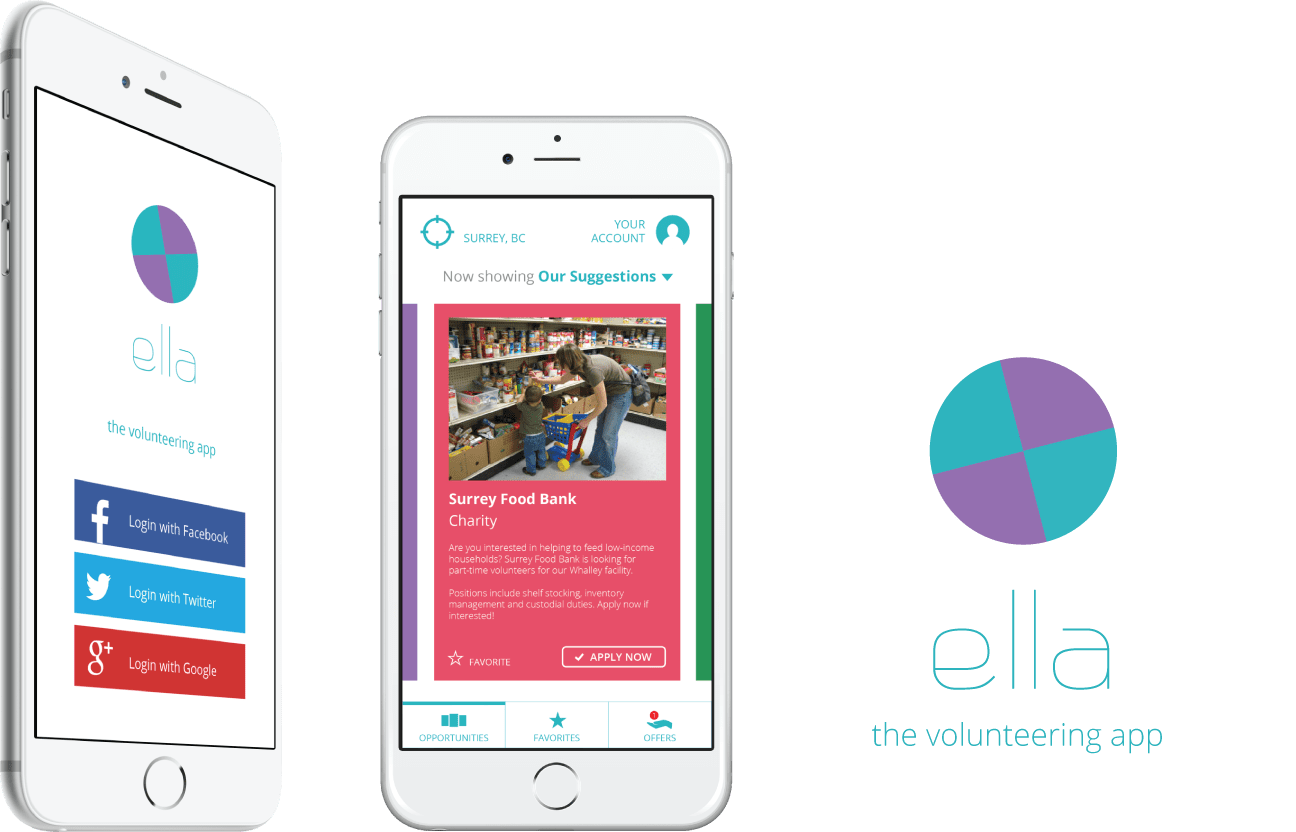 ella
the volunteering app
f
Login with Facebook
Login with Twitter
g+
Login with Google
SURREY, BC
YOUR
ACCOUNT
Now showing Our Suggestions
Surrey Food Bank
Charity
Are you interested in helping to feed low-income
households? Surrey Food Bank is looking for
part-time volunteers for our Whalley facility.
Positions include shelf stocking, inventory
management and custodial duties. Apply now if
interested!
FAVORITE
APPLY NOW
OPPORTUNITIES
FAVORITES
1
OFFERS
ella
the volunteering app